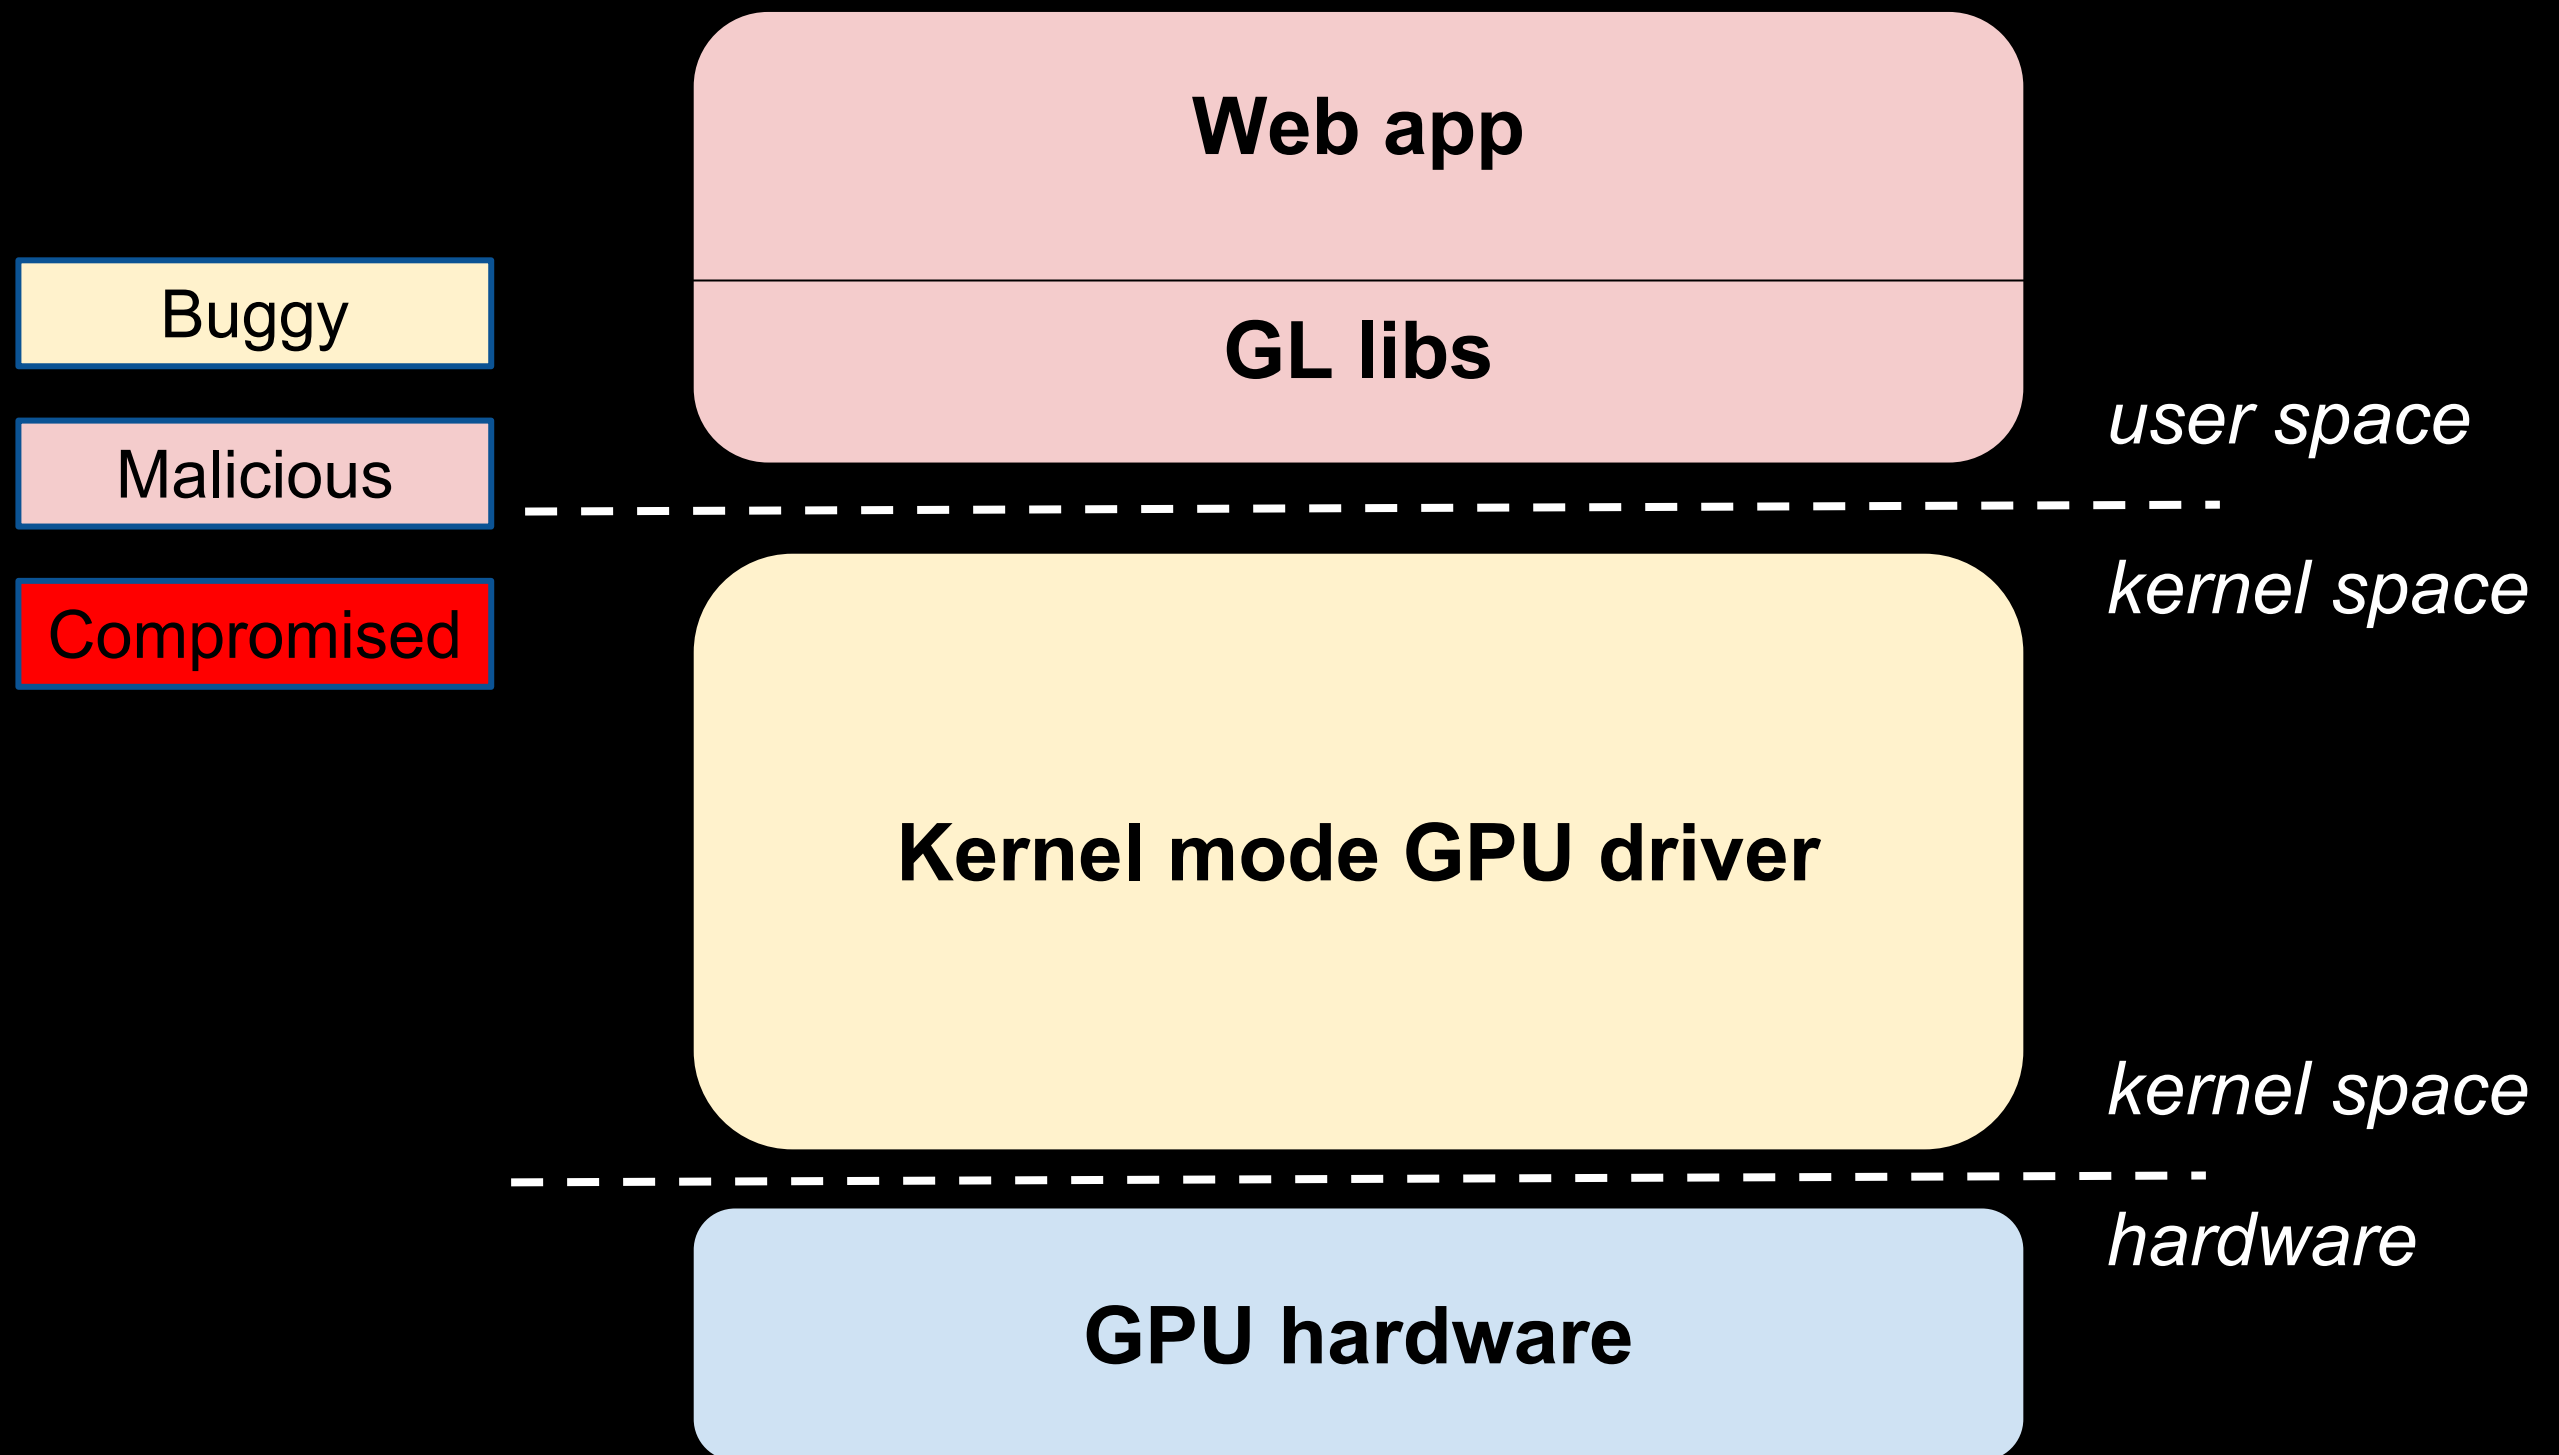 Web app
GL libs
Buggy
Malicious
Compromised
user space
kernel space
Kernel mode GPU driver
kernel space
hardware
GPU hardware